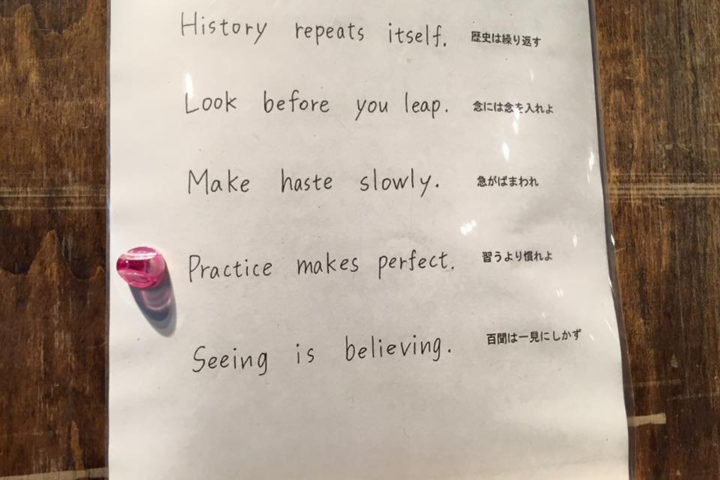 History repeats itself. 歴史は繰り返す
Look before you leap. 念には念を入れよ
Make haste slowly. 急がばまわれ
Practice makes perfect. 習うより慣れよ
Seeing is believing. 百聞は一見にしかず